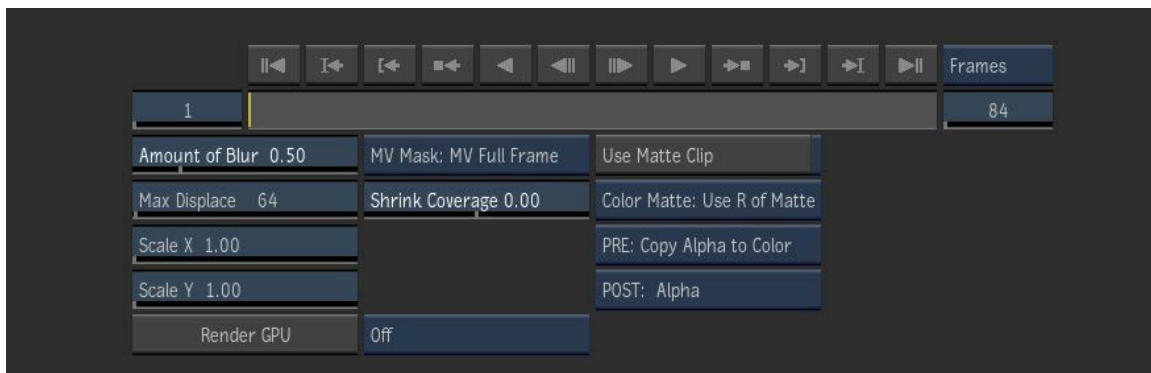 Frames
1
84
Amount of Blur 0.50
MV Mask: MV Full Frame
Use Matte Clip
Max Displace 64
Shrink Coverage 0.00
Color Matte: Use R of Matte
Scale X 1.00
PRE: Copy Alpha to Color
Scale Y 1.00
POST: Alpha
Render GPU
Off